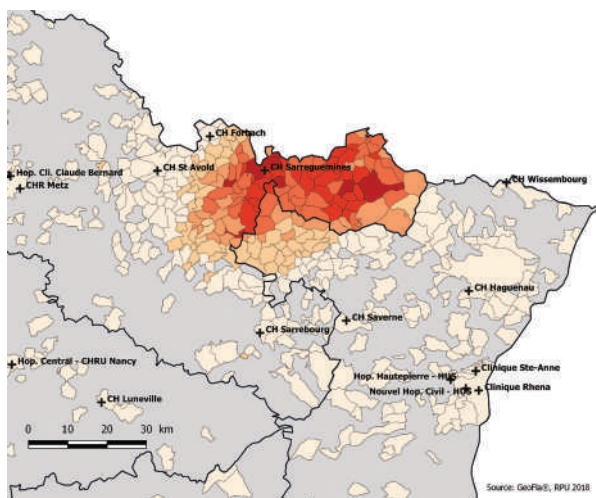 CH Forbach
CH St Avold
CH Sarreguemines
Hop. Cli. Claude Bernard
CHR Metz
CH Wissembourg
CH Haguenau
CH Saverne
CH Sarrebourg
Hop. Central - CHRU Nancy
Clinique Ste-Anne
Hop. Hautepierre - HUS
Nouvel Hop. Civil - HUS
Clinique Rhena
CH Luneville
0 10 20 30 km
Source: GeoFla®, RPU 2018